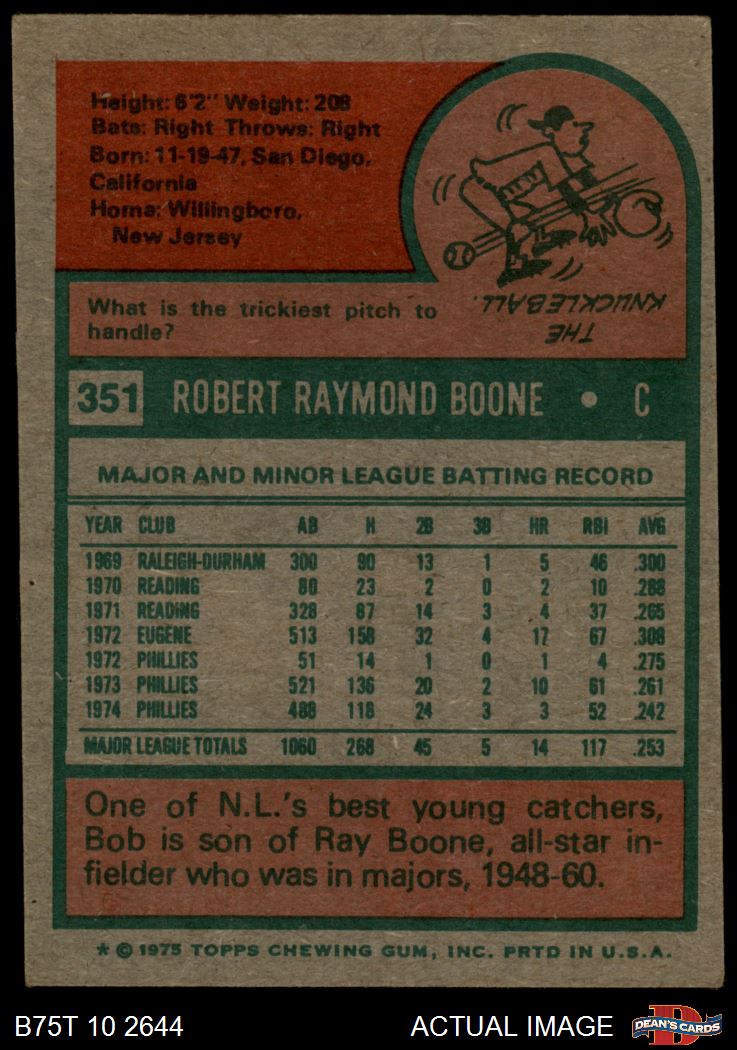 Height: 6'2" Weight: 208
Bats: Right Throws: Right
Born: 11-19-47, San Diego,
California
Home: Willingboro,
New Jersey
What is the trickiest pitch to
handle?
THE
KNUCKLEBALL.
351 ROBERT RAYMOND BOONE • C
MAJOR AND MINOR LEAGUE BATTING RECORD
YEAR CLUB AB H 2B 3B HR RBI AVG
1969 RALEIGH-DURHAM 300 90 13 1 5 46 .300
1970 READING 80 23 2 0 2 10 .288
1971 READING 328 87 14 3 4 37 .265
1972 EUGENE 513 158 32 4 17 67 .308
1972 PHILLIES 51 14 1 0 1 4 .275
1973 PHILLIES 521 136 20 2 10 61 .261
1974 PHILLIES 488 118 24 3 3 52 .242
MAJOR LEAGUE TOTALS 1060 268 45 5 14 117 .253
One of N.L.'s best young catchers,
Bob is son of Ray Boone, all-star in-
fielder who was in majors, 1948-60.
* © 1975 TOPPS CHEWING GUM, INC. PRTD IN U.S.A.
B75T 10 2644 ACTUAL IMAGE DEAN'S CARDS